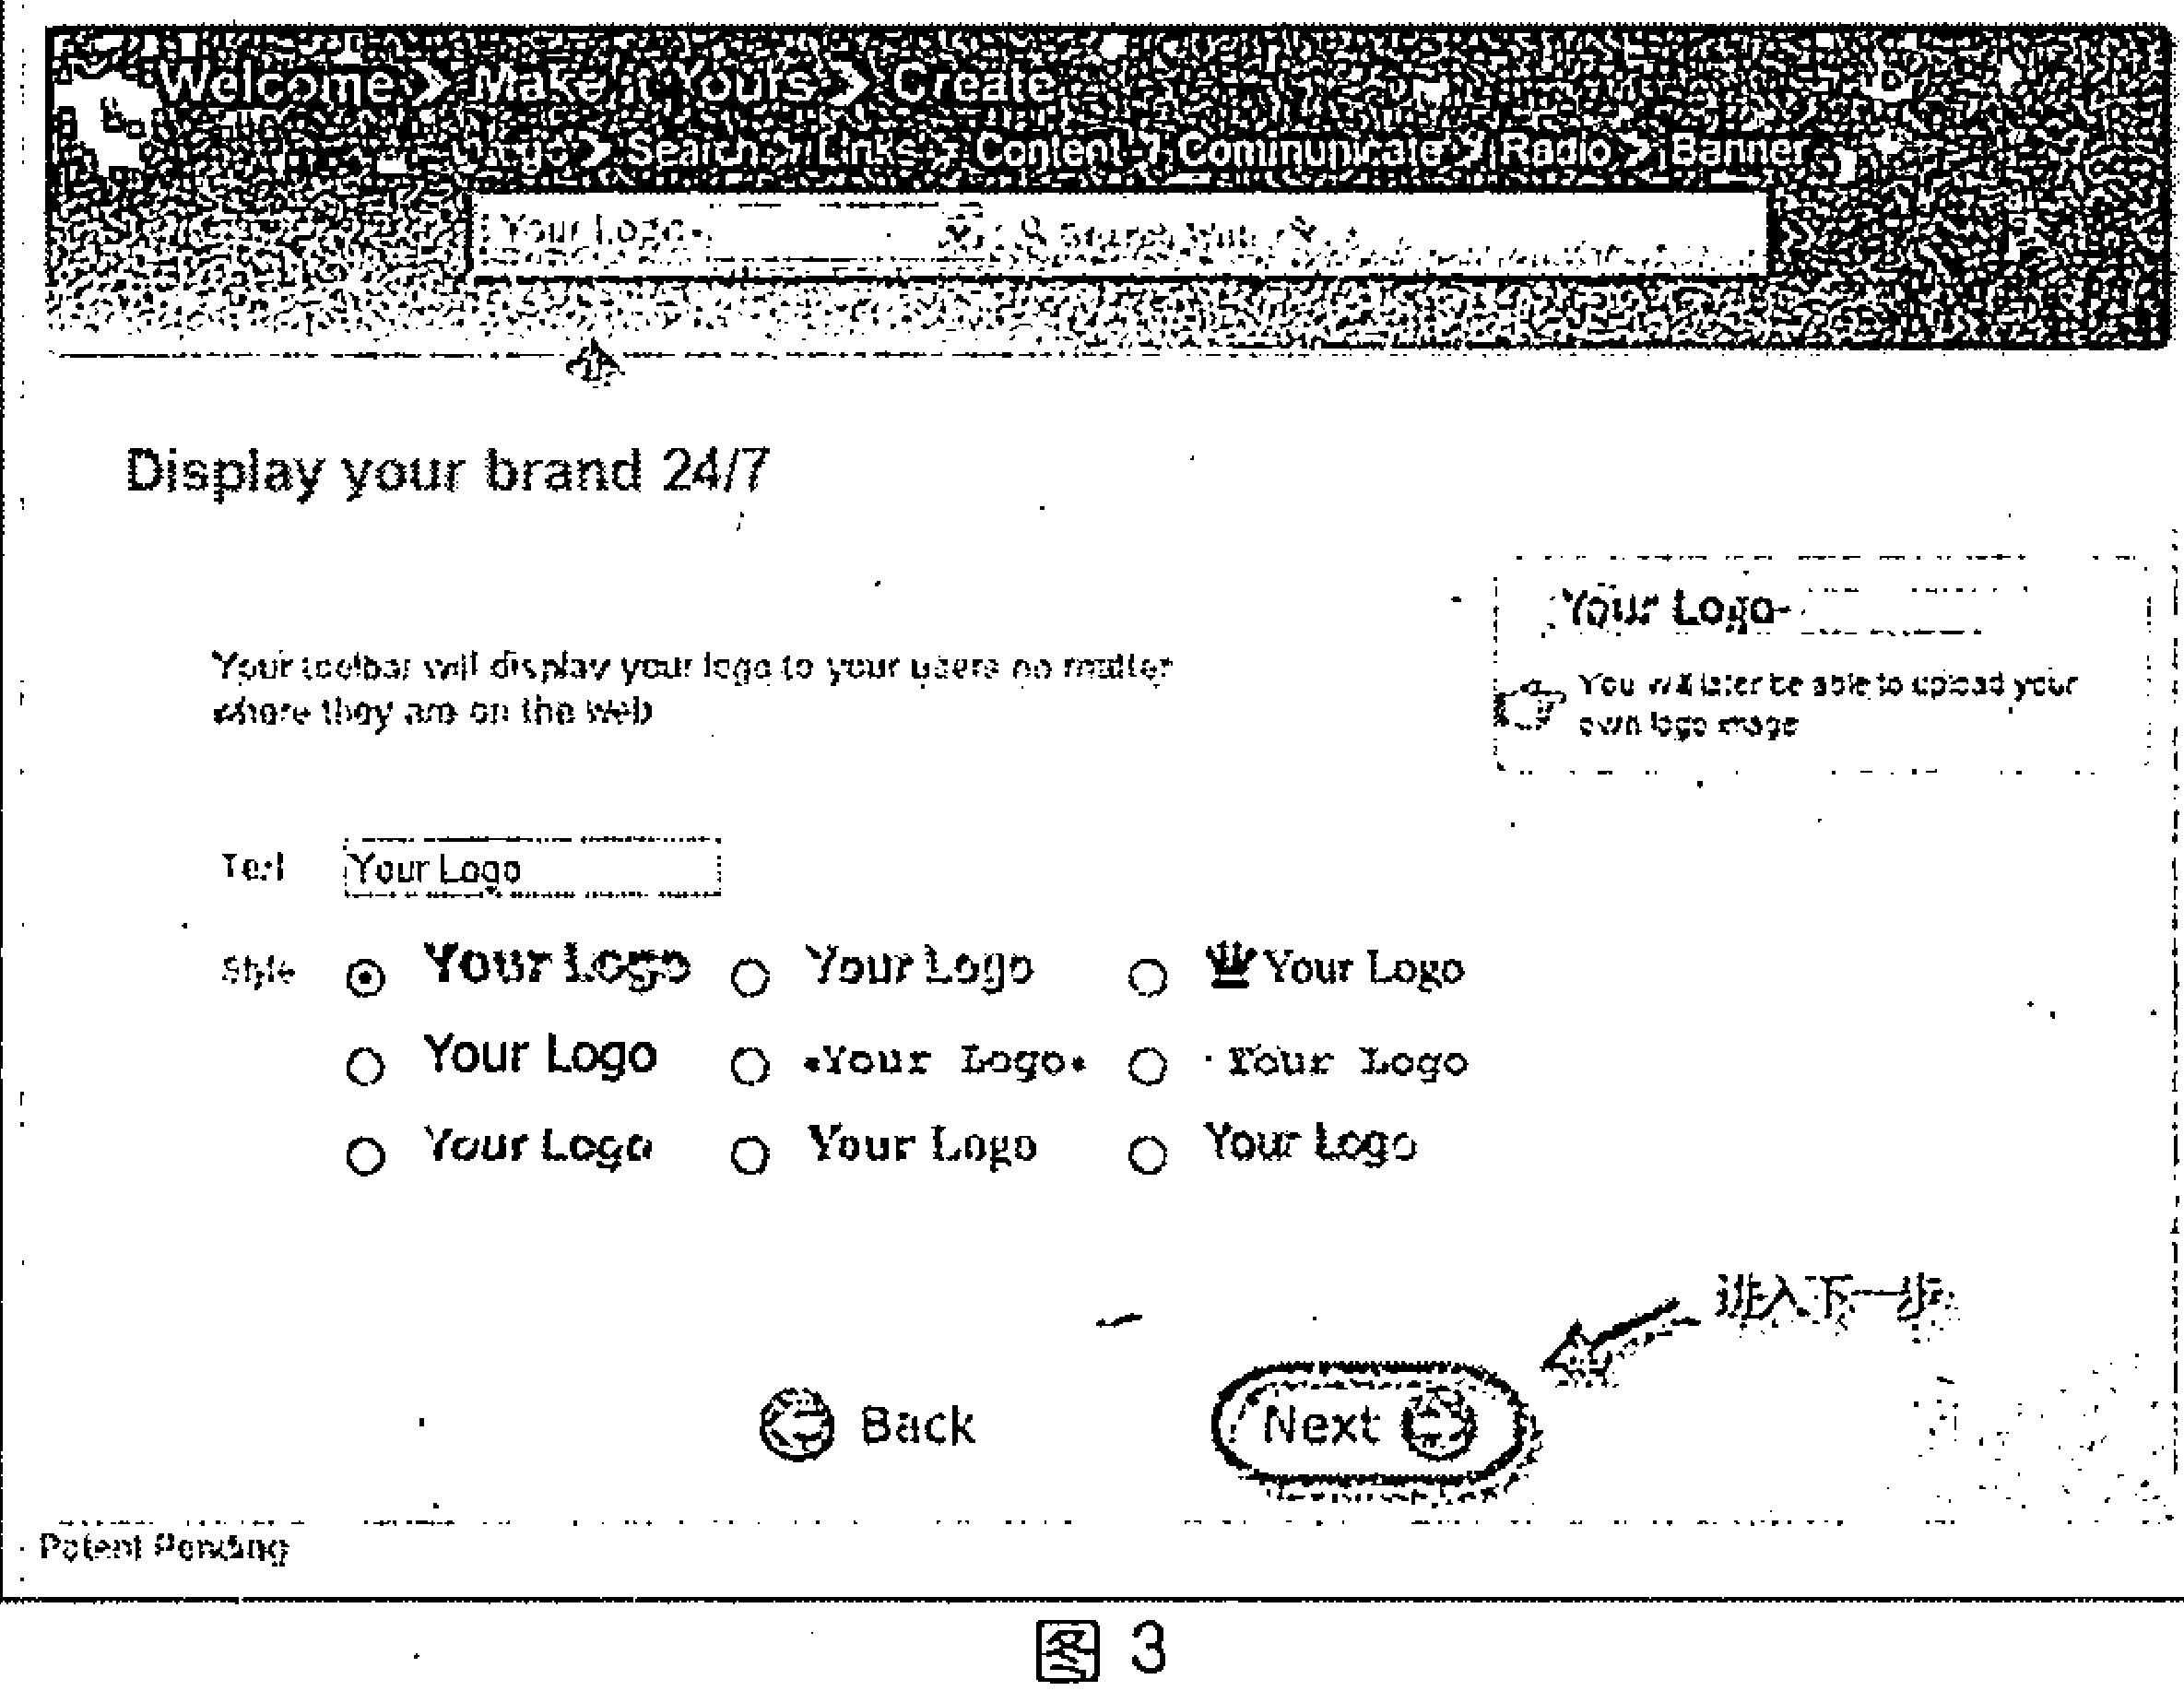 Welcome > Make it Yours > Create
Logo > Search > Links > Content > Communicate > Radio > Banner
Your Logo
Search
Display your brand 24/7
Your Logo
Your toolbar will display your logo to your users no matter
where they are on the web
You will later be able to upload your
own logo image
Text Your Logo
Style Your Logo Your Logo Your Logo
Your Logo Your Logo Your Logo
Your Logo Your Logo Your Logo
进入下一步
Back Next
Patent Pending
图 3